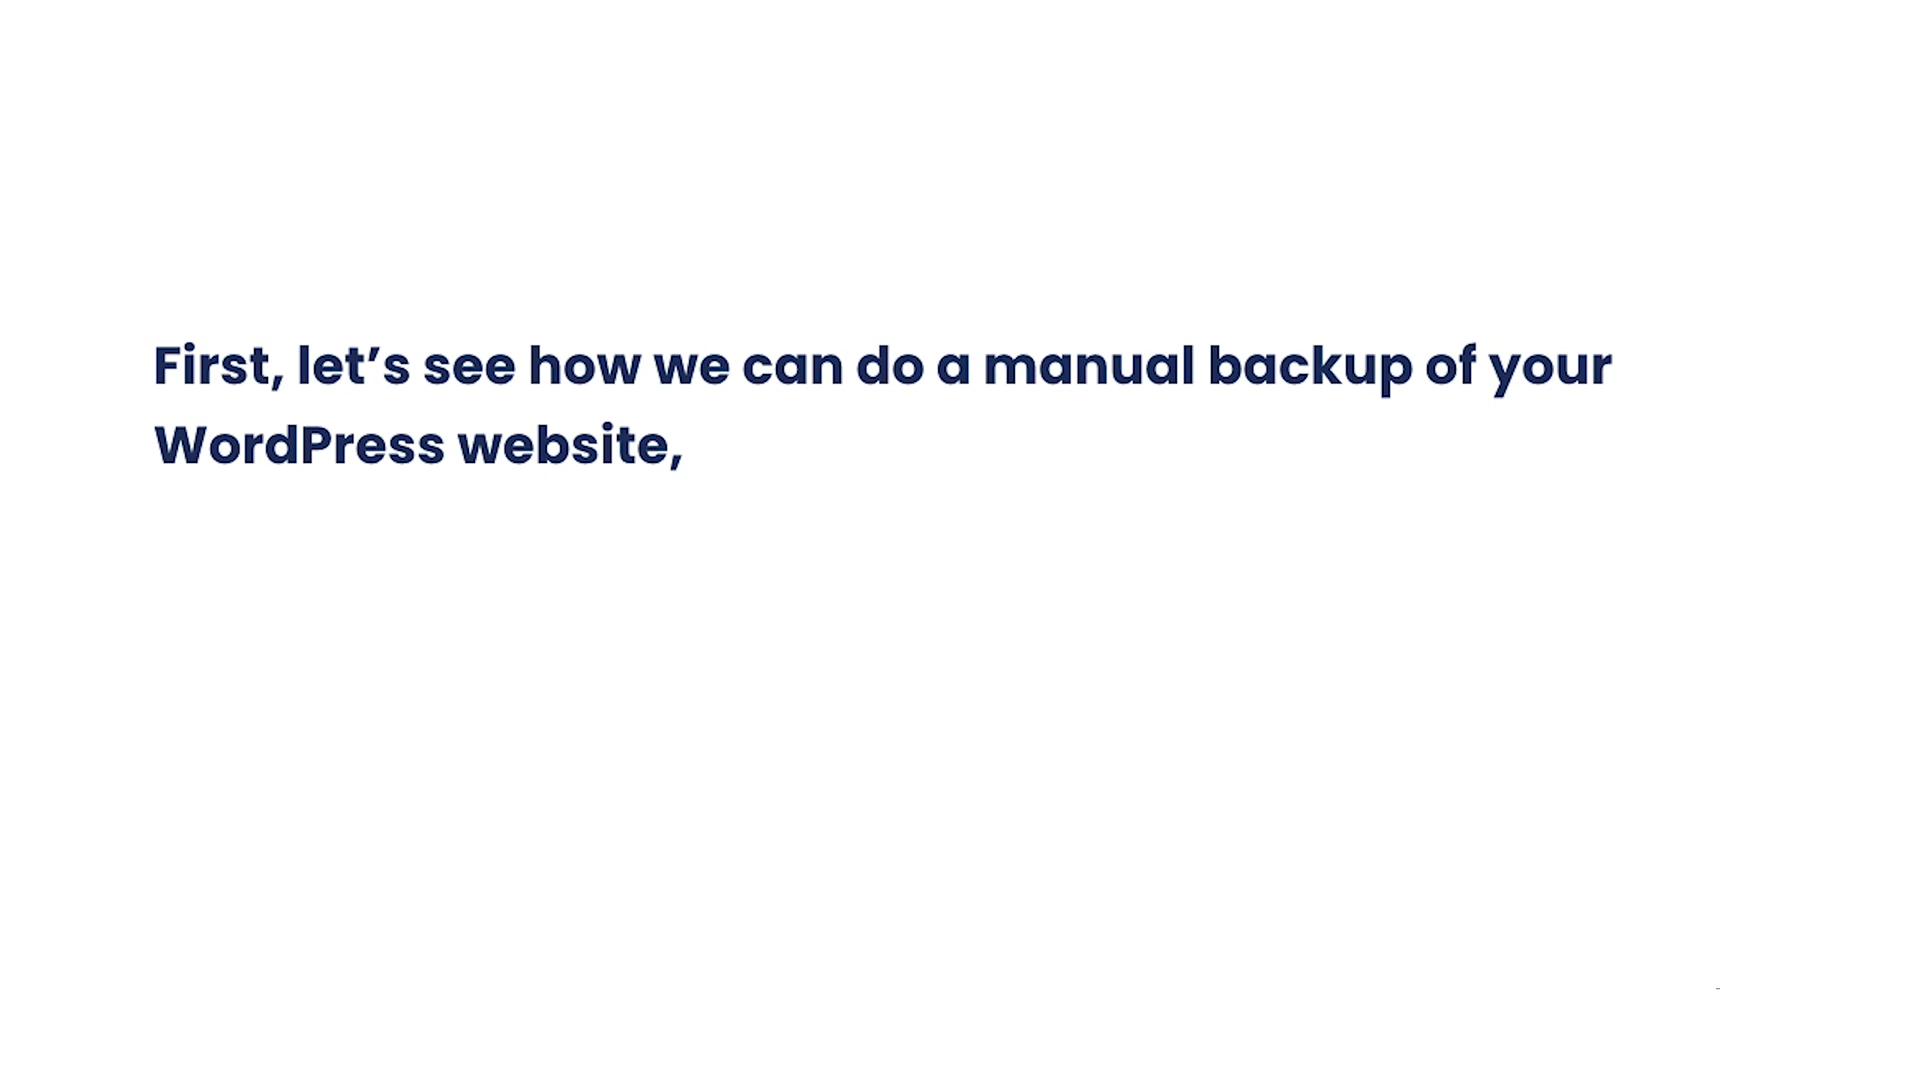 First, let’s see how we can do a manual backup of your
WordPress website,